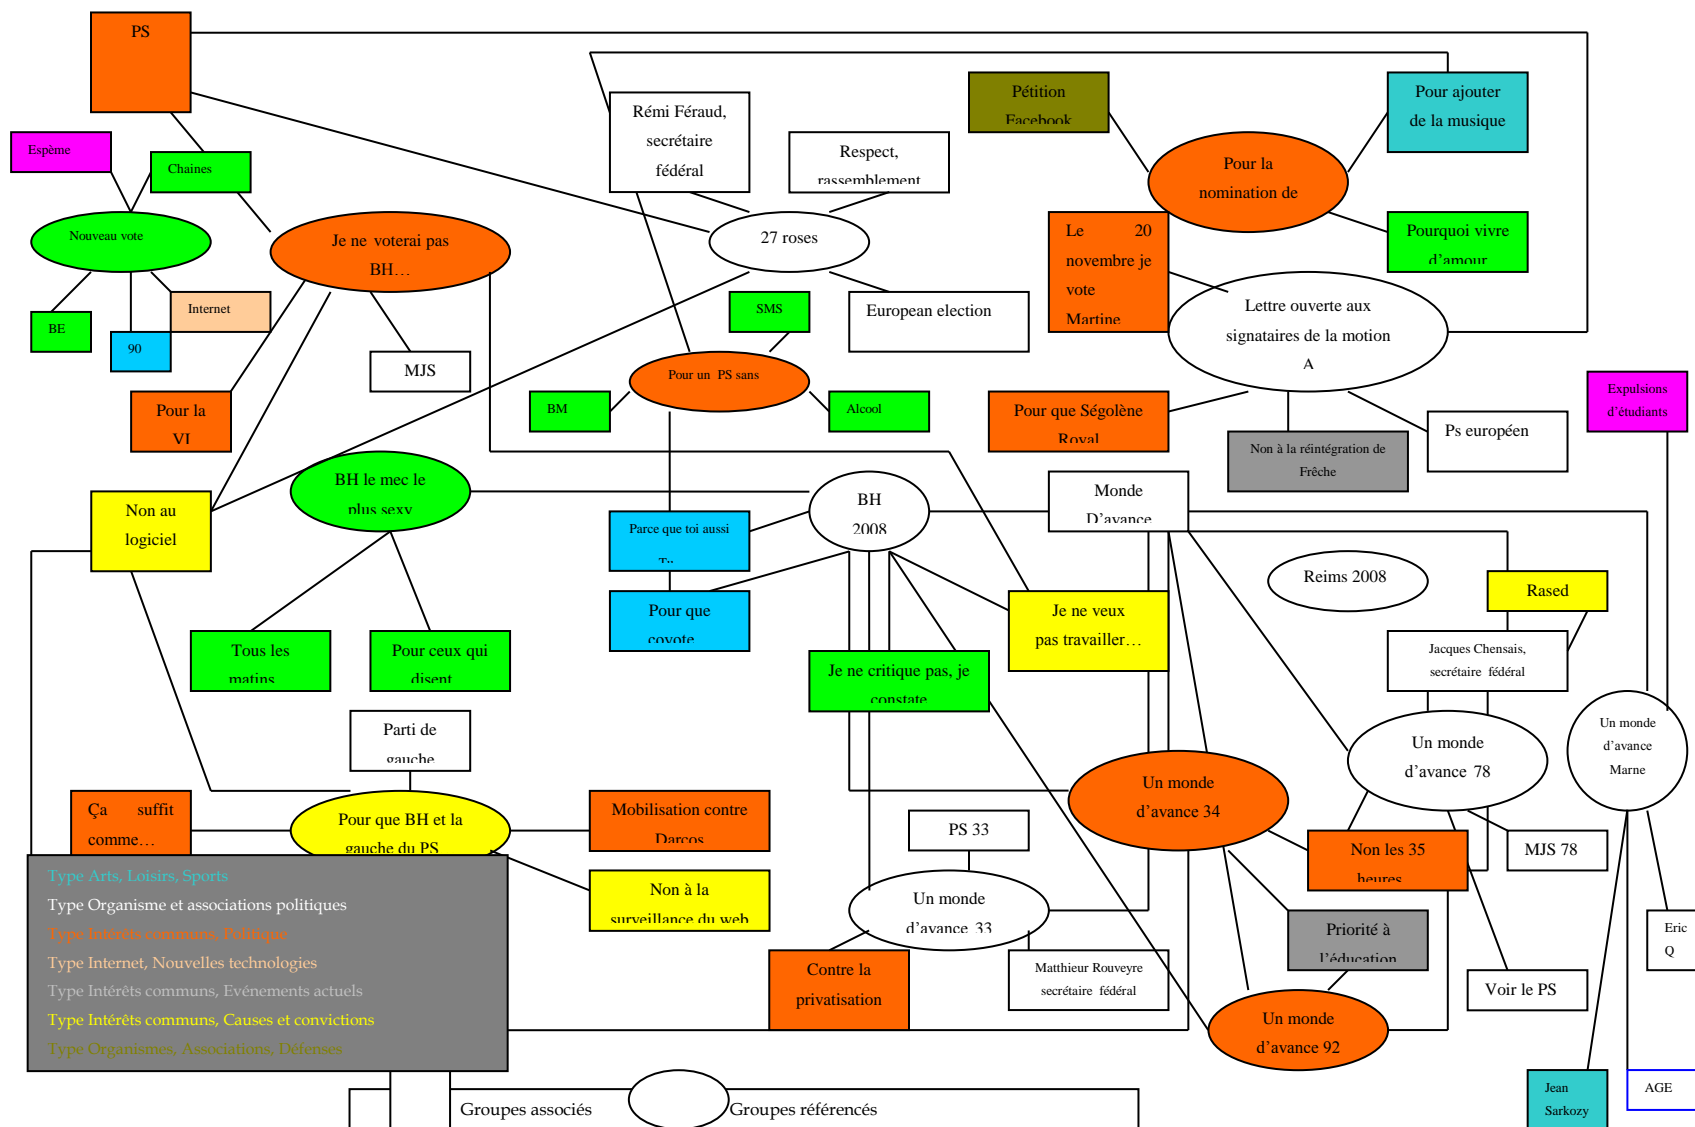 PS
Rémi Féraud,
secrétaire
fédéral
Pétition
Facebook
Pour ajouter
de la musique
Espème
Chaines
Respect,
rassemblement
Pour la
nomination de
Nouveau vote
Je ne voterai pas
BH…
27 roses
Le 20
novembre je
vote
Martine
Pourquoi vivre
d’amour
Internet
BE
90
SMS
European election
Lettre ouverte aux
signataires de la motion
A
MJS
Pour un PS sans
Expulsions
d’étudiants
Pour la
VI
BM
Alcool
Pour que Ségolène
Royal
Ps européen
Non à la réintégration de
Frêche
BH le mec le
plus sexy
BH
2008
Monde
D’avance
Non au
logiciel
Parce que toi aussi
Reims 2008
Rased
Pour que
coyote
Je ne veux
pas travailler…
Tous les
matins
Pour ceux qui
disent
Je ne critique pas, je
constate
Jacques Chensais,
secrétaire fédéral
Parti de
gauche
Un monde
d’avance 78
Un monde
d’avance
Marne
Un monde
d’avance 34
Ça suffit
comme…
Pour que BH et la
gauche du PS
Mobilisation contre
Darcos
PS 33
Non les 35
heures
MJS 78
Non à la
surveillance du web
Un monde
d’avance 33
Priorité à
l’éducation
Eric
Q
Contre la
privatisation
Matthieur Rouveyre
secrétaire fédéral
Voir le PS
Un monde
d’avance 92
Jean
Sarkozy
AGE
Type Arts, Loisirs, Sports
Type Organisme et associations politiques
Type Intérêts communs, Politique
Type Internet, Nouvelles technologies
Type Intérêts communs, Evénements actuels
Type Intérêts communs, Causes et convictions
Type Organismes, Associations, Défenses
Groupes associés
Groupes référencés